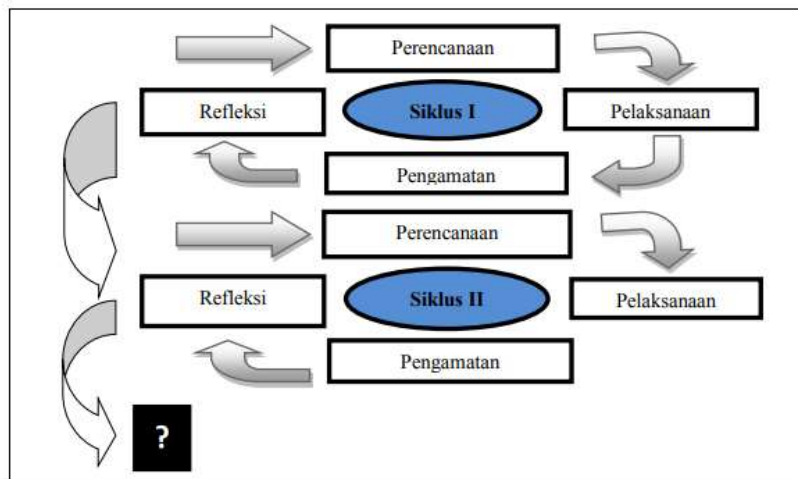 Perencanaan
Refleksi
Siklus I
Pelaksanaan
Pengamatan
Perencanaan
Refleksi
Siklus II
Pelaksanaan
Pengamatan
?